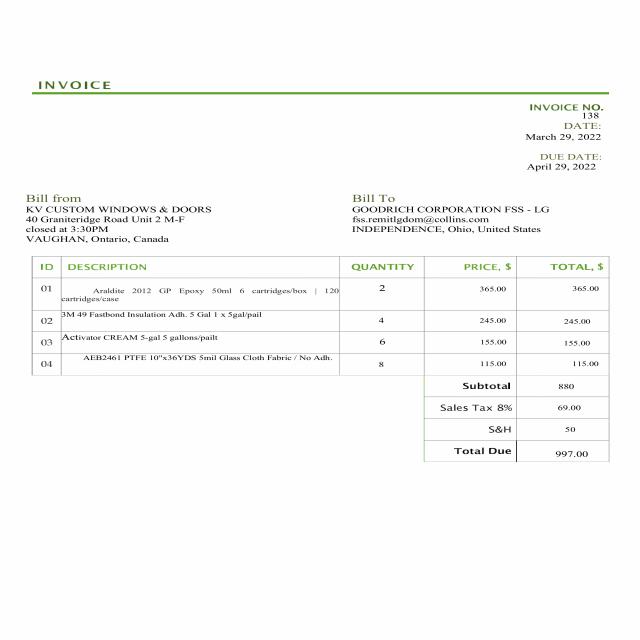 INVOICE
INVOICE NO.
138
DATE:
March 29, 2022
DUE DATE:
April 29, 2022
Bill from
KV CUSTOM WINDOWS & DOORS
40 Graniteridge Road Unit 2 M-F
closed at 3:30PM
VAUGHAN, Ontario, Canada
Bill To
GOODRICH CORPORATION FSS - LG
fss.remitlgdom@collins.com
INDEPENDENCE, Ohio, United States
ID DESCRIPTION QUANTITY PRICE, $ TOTAL, $
01 Araldite 2012 GP Epoxy 50ml 6 cartridges/box | 120 2 365.00 365.00
cartridges/case
02 3M 49 Fastbond Insulation Adh. 5 Gal 1 x 5gal/pail 4 245.00 245.00
03 Activator CREAM 5-gal 5 gallons/pailt 6 155.00 155.00
04 AEB2461 PTFE 10"x36YDS 5mil Glass Cloth Fabric / No Adh. 8 115.00 115.00
Subtotal 880
Sales Tax 8% 69.00
S&H 50
Total Due 997.00